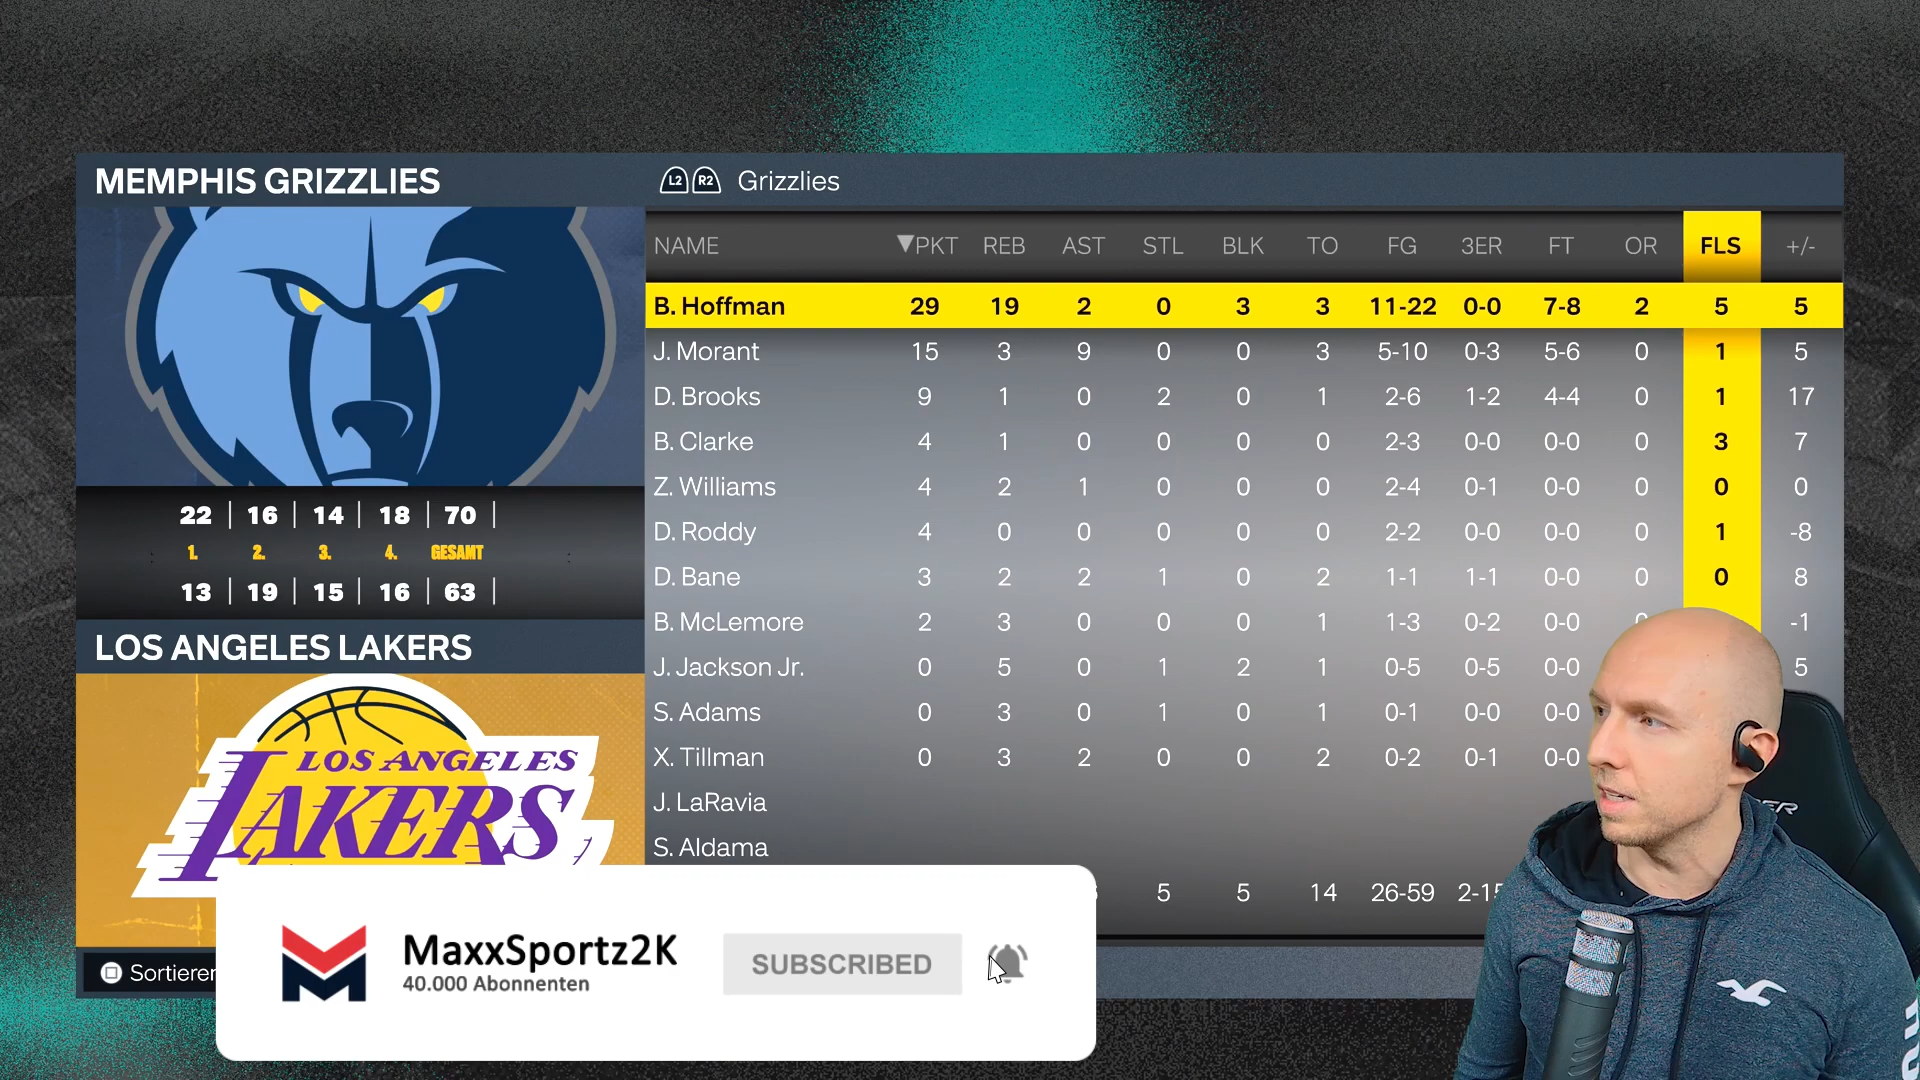 MEMPHIS GRIZZLIES
L2 R2 Grizzlies
NAME ▼PKT REB AST STL BLK TO FG 3ER FT OR FLS +/-
B. Hoffman 29 19 2 0 3 3 11-22 0-0 7-8 2 5 5
J. Morant 15 3 9 0 0 3 5-10 0-3 5-6 0 1 5
D. Brooks 9 1 0 2 0 1 2-6 1-2 4-4 0 1 17
B. Clarke 4 1 0 0 0 0 2-3 0-0 0-0 0 3 7
Z. Williams 4 2 1 0 0 0 2-4 0-1 0-0 0 0 0
D. Roddy 4 0 0 0 0 0 2-2 0-0 0-0 0 1 -8
D. Bane 3 2 2 1 0 2 1-1 1-1 0-0 0 0 8
B. McLemore 2 3 0 0 0 1 1-3 0-2 0-0 -1
J. Jackson Jr. 0 5 0 1 2 1 0-5 0-5 0-0 5
S. Adams 0 3 0 1 0 1 0-1 0-0 0-0
X. Tillman 0 3 2 0 0 2 0-2 0-1 0-0
J. LaRavia
S. Aldama
5 5 14 26-59
22 | 16 | 14 | 18 | 70 |
1. 2. 3. 4. GESAMT
13 | 19 | 15 | 16 | 63 |
LOS ANGELES LAKERS
LOS ANGELES
LAKERS
Sortieren
MaxxSportz2K
40.000 Abonnenten
SUBSCRIBED